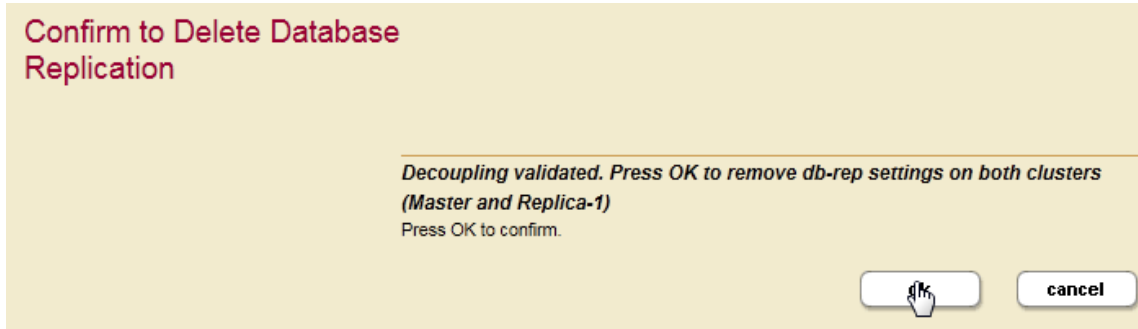 Confirm to Delete Database
Replication
Decoupling validated. Press OK to remove db-rep settings on both clusters
(Master and Replica-1)
Press OK to confirm.
ok
cancel